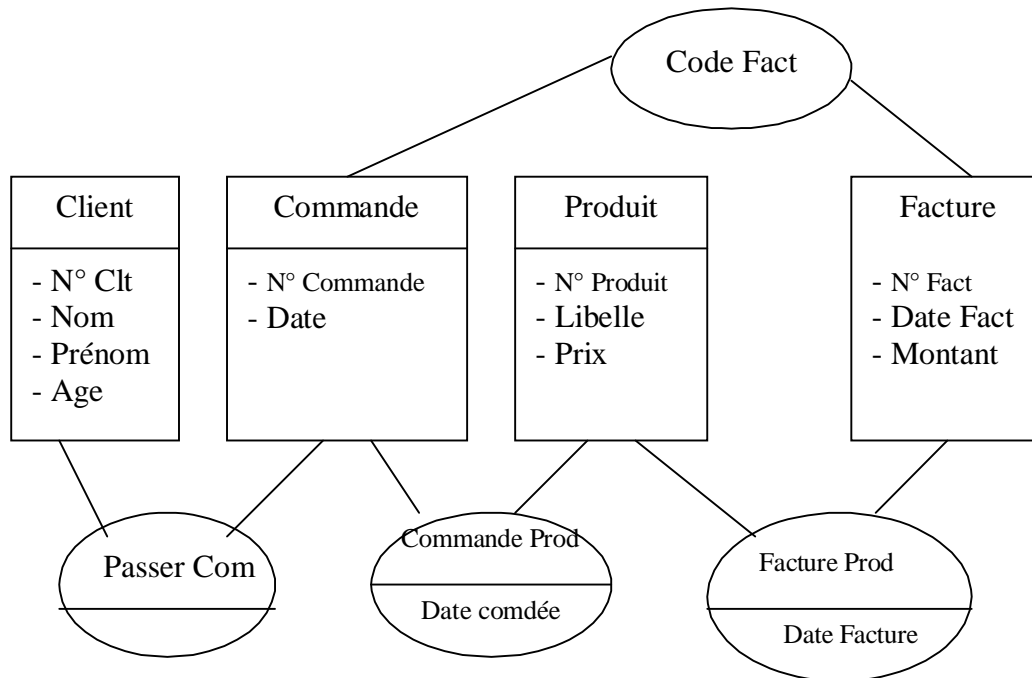 Code Fact
Client
- N° Clt
- Nom
- Prénom
- Age
Commande
- N° Commande
- Date
Produit
- N° Produit
- Libelle
- Prix
Facture
- N° Fact
- Date Fact
- Montant
Passer Com
Commande Prod
Date comdée
Facture Prod
Date Facture